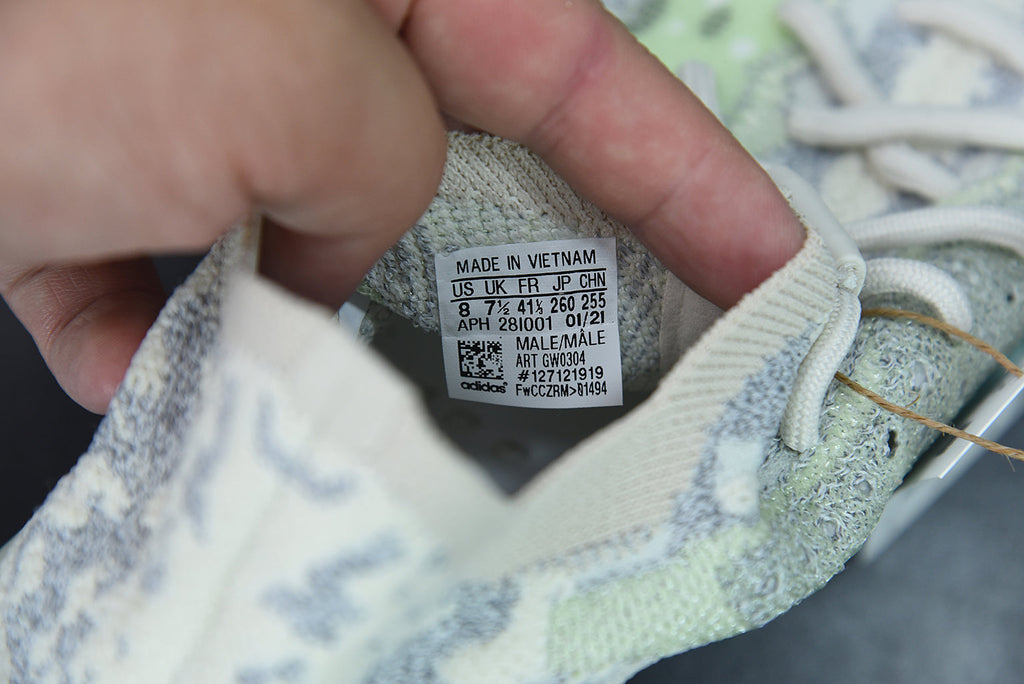 MADE IN VIETNAM
US UK FR JP CHN
8 7½ 41⅓ 260 255
APH 28I001 01/21
MALE/MÂLE
ART GW0304
#127121919
adidas FwCCZRM>01494